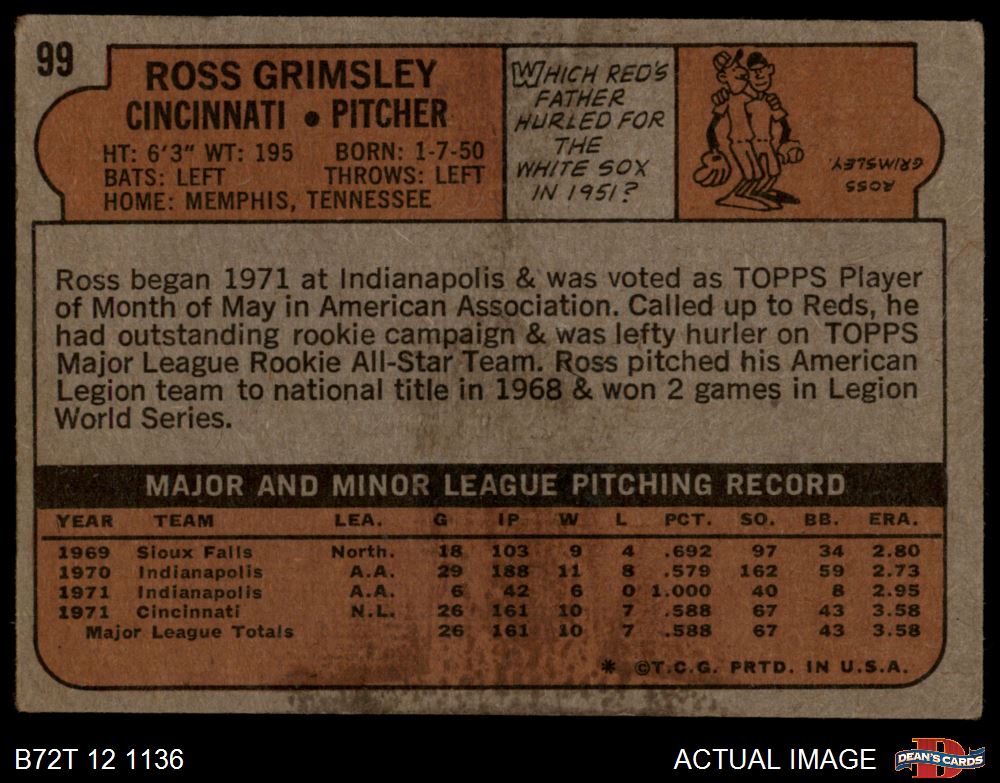 99
ROSS GRIMSLEY
CINCINNATI • PITCHER
HT: 6'3" WT: 195 BORN: 1-7-50
BATS: LEFT THROWS: LEFT
HOME: MEMPHIS, TENNESSEE
WHICH RED'S
FATHER
HURLED FOR
THE
WHITE SOX
IN 1951?
ROSS
GRIMSLEY
Ross began 1971 at Indianapolis & was voted as TOPPS Player
of Month of May in American Association. Called up to Reds, he
had outstanding rookie campaign & was lefty hurler on TOPPS
Major League Rookie All-Star Team. Ross pitched his American
Legion team to national title in 1968 & won 2 games in Legion
World Series.
MAJOR AND MINOR LEAGUE PITCHING RECORD
YEAR TEAM LEA. G IP W L PCT. SO. BB. ERA.
1969 Sioux Falls North. 18 103 9 4 .692 97 34 2.80
1970 Indianapolis A.A. 29 188 11 8 .579 162 59 2.73
1971 Indianapolis A.A. 6 42 6 0 1.000 40 8 2.95
1971 Cincinnati N.L. 26 161 10 7 .588 67 43 3.58
Major League Totals 26 161 10 7 .588 67 43 3.58
* ©T.C.G. PRTD. IN U.S.A.
B72T 12 1136
ACTUAL IMAGE
D
DEAN'S CARDS